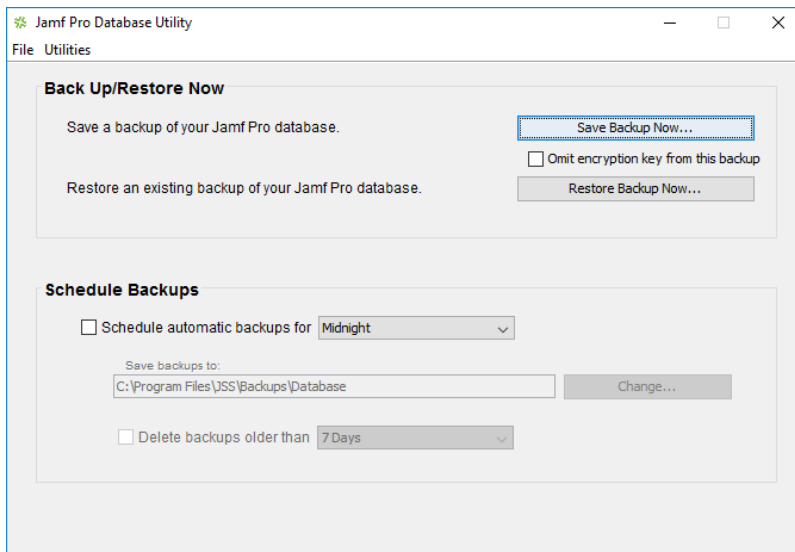 Jamf Pro Database Utility
File Utilities
Back Up/Restore Now
Save a backup of your Jamf Pro database.
Save Backup Now...
Omit encryption key from this backup
Restore an existing backup of your Jamf Pro database.
Restore Backup Now...
Schedule Backups
Schedule automatic backups for Midnight
Save backups to:
C:\Program Files\JSS\Backups\Database
Change...
Delete backups older than 7 Days